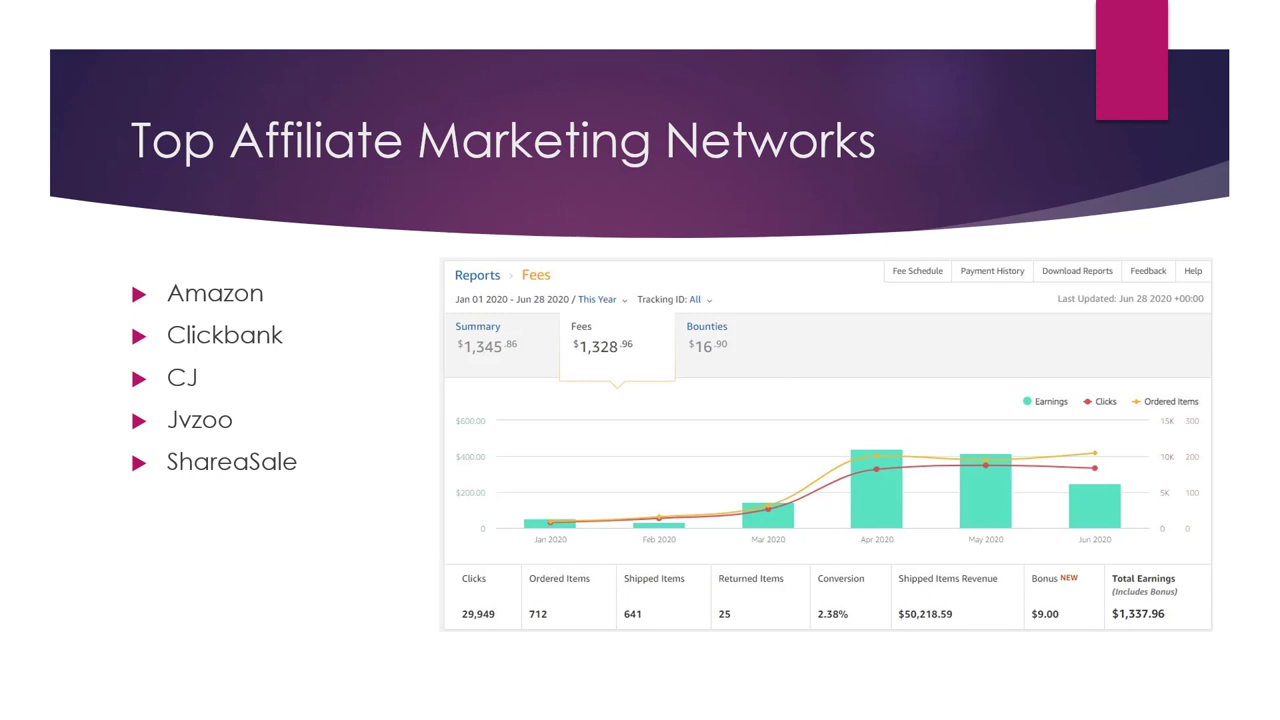 Top Affiliate Marketing Networks
Amazon
Clickbank
CJ
Jvzoo
ShareaSale
Reports › Fees
Fee Schedule Payment History Download Reports Feedback Help
Jan 01 2020 - Jun 28 2020 / This Year Tracking ID: All
Last Updated: Jun 28 2020 +00:00
Summary Fees Bounties
$1,345.86 $1,328.96 $16.90
Earnings Clicks Ordered Items
$600.00 15K 300
$400.00 10K 200
$200.00 5K 100
0 0 0
Jan 2020 Feb 2020 Mar 2020 Apr 2020 May 2020 Jun 2020
Clicks Ordered Items Shipped Items Returned Items Conversion Shipped Items Revenue Bonus NEW Total Earnings
(Includes Bonus)
29,949 712 641 25 2.38% $50,218.59 $9.00 $1,337.96